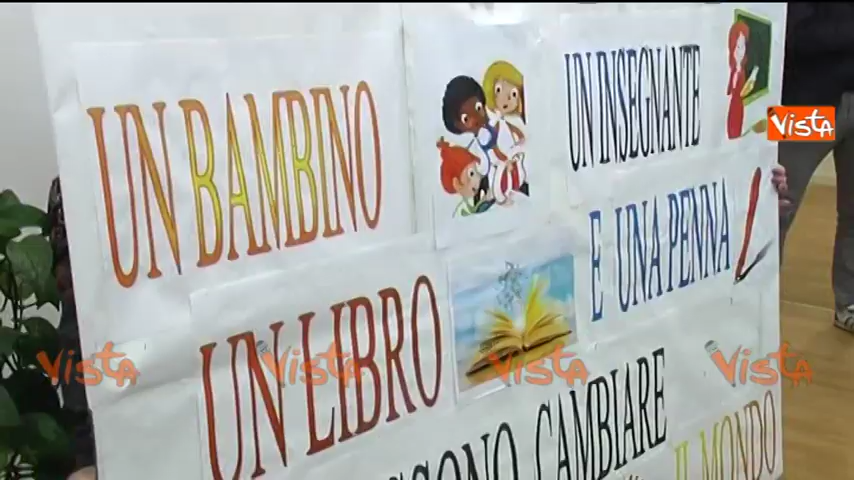 UN BAMBINO
UN INSEGNANTE
UN LIBRO
E UNA PENNA
CAMBIARE
IL MONDO
vista
vista
vista
vista
vista